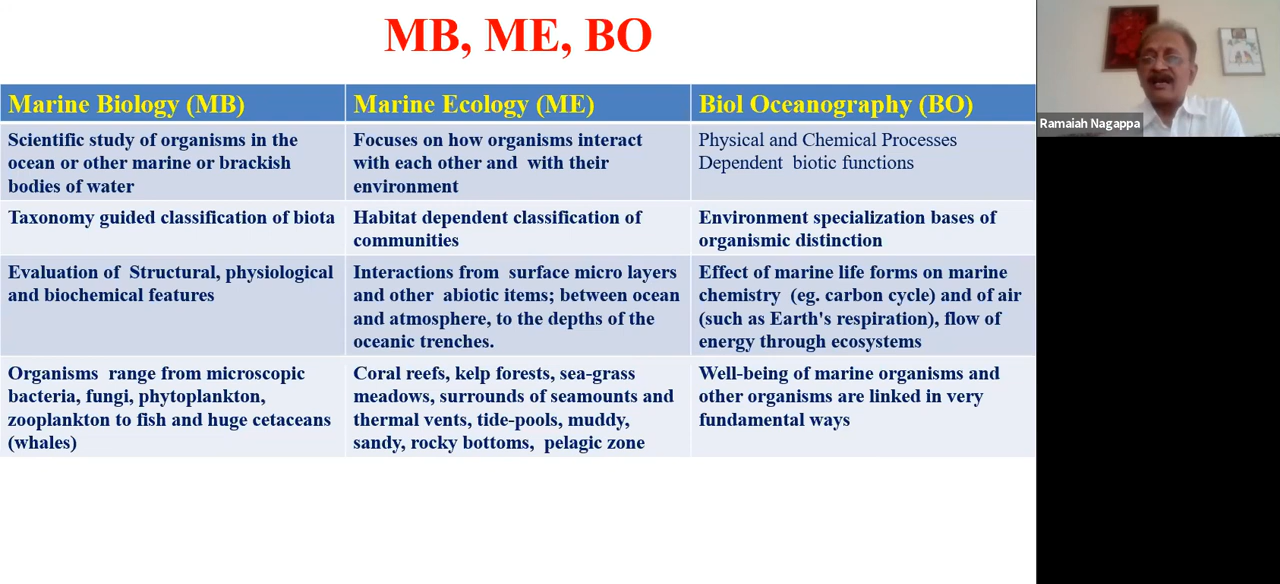 MB, ME, BO
Marine Biology (MB)
Marine Ecology (ME)
Biol Oceanography (BO)
Scientific study of organisms in the
ocean or other marine or brackish
bodies of water
Focuses on how organisms interact
with each other and with their
environment
Physical and Chemical Processes
Dependent biotic functions
Taxonomy guided classification of biota
Habitat dependent classification of
communities
Environment specialization bases of
organismic distinction
Evaluation of Structural, physiological
and biochemical features
Interactions from surface micro layers
and other abiotic items; between ocean
and atmosphere, to the depths of the
oceanic trenches.
Effect of marine life forms on marine
chemistry (eg. carbon cycle) and of air
(such as Earth's respiration), flow of
energy through ecosystems
Organisms range from microscopic
bacteria, fungi, phytoplankton,
zooplankton to fish and huge cetaceans
(whales)
Coral reefs, kelp forests, sea-grass
meadows, surrounds of seamounts and
thermal vents, tide-pools, muddy,
sandy, rocky bottoms, pelagic zone
Well-being of marine organisms and
other organisms are linked in very
fundamental ways
Ramaiah Nagappa